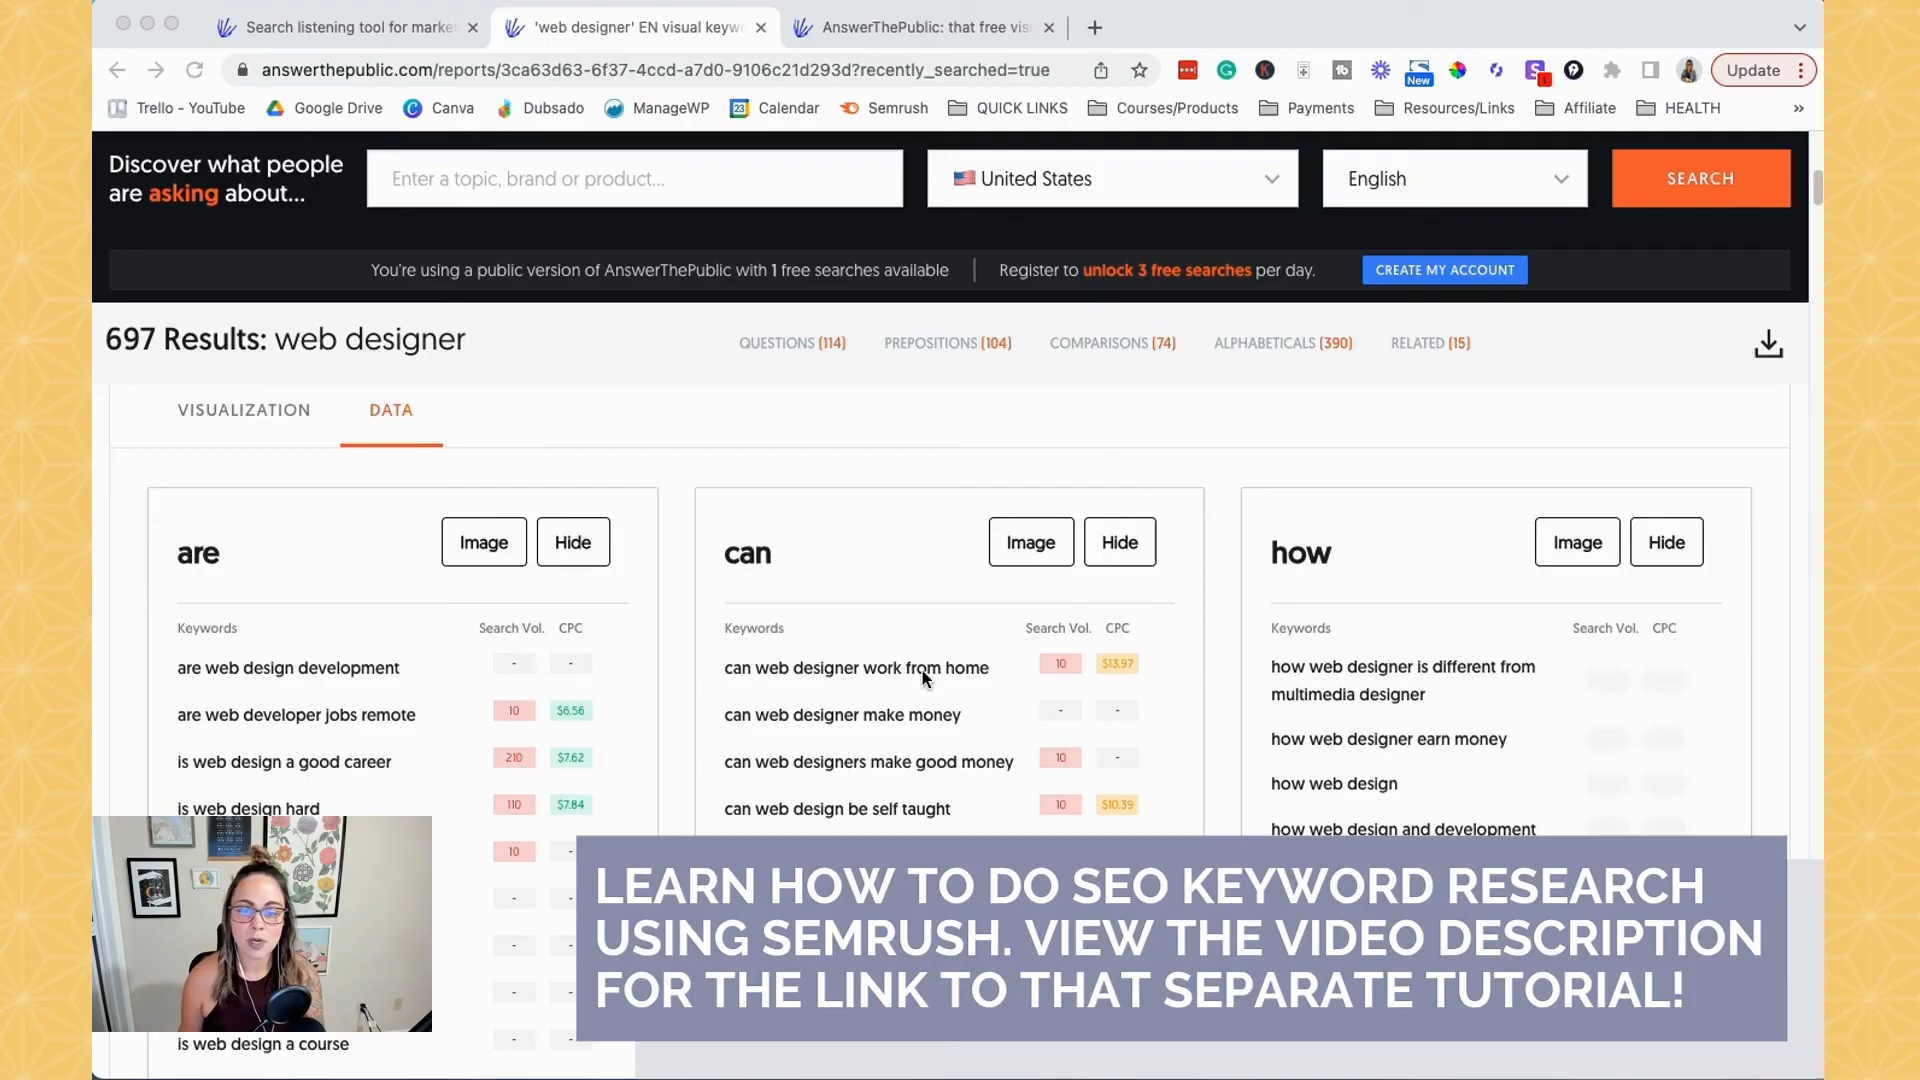 Search listening tool for marke
'web designer' EN visual keyw
AnswerThePublic: that free vis
answerthepublic.com/reports/3ca63d63-6f37-4ccd-a7d0-9106c21d293d?recently_searched=true
New
1
Update
Trello - YouTube
Google Drive
Canva
Dubsado
ManageWP
Calendar
Semrush
QUICK LINKS
Courses/Products
Payments
Resources/Links
Affiliate
HEALTH
»
Discover what people
are asking about...
Enter a topic, brand or product...
United States
English
SEARCH
You're using a public version of AnswerThePublic with 1 free searches available
Register to unlock 3 free searches per day.
CREATE MY ACCOUNT
697 Results: web designer
QUESTIONS (114)
PREPOSITIONS (104)
COMPARISONS (74)
ALPHABETICALS (390)
RELATED (15)
VISUALIZATION
DATA
are
Image
Hide
Keywords Search Vol. CPC
are web design development - -
are web developer jobs remote 10 $6.56
is web design a good career 210 $7.62
is web design hard 110 $7.84
10 -
- -
- -
- -
is web design a course - -
can
Image
Hide
Keywords Search Vol. CPC
can web designer work from home 10 $13.97
can web designer make money - -
can web designers make good money 10 -
can web design be self taught 10 $10.39
how
Image
Hide
Keywords Search Vol. CPC
how web designer is different from
multimedia designer
how web designer earn money
how web design
how web design and development
LEARN HOW TO DO SEO KEYWORD RESEARCH
USING SEMRUSH. VIEW THE VIDEO DESCRIPTION
FOR THE LINK TO THAT SEPARATE TUTORIAL!